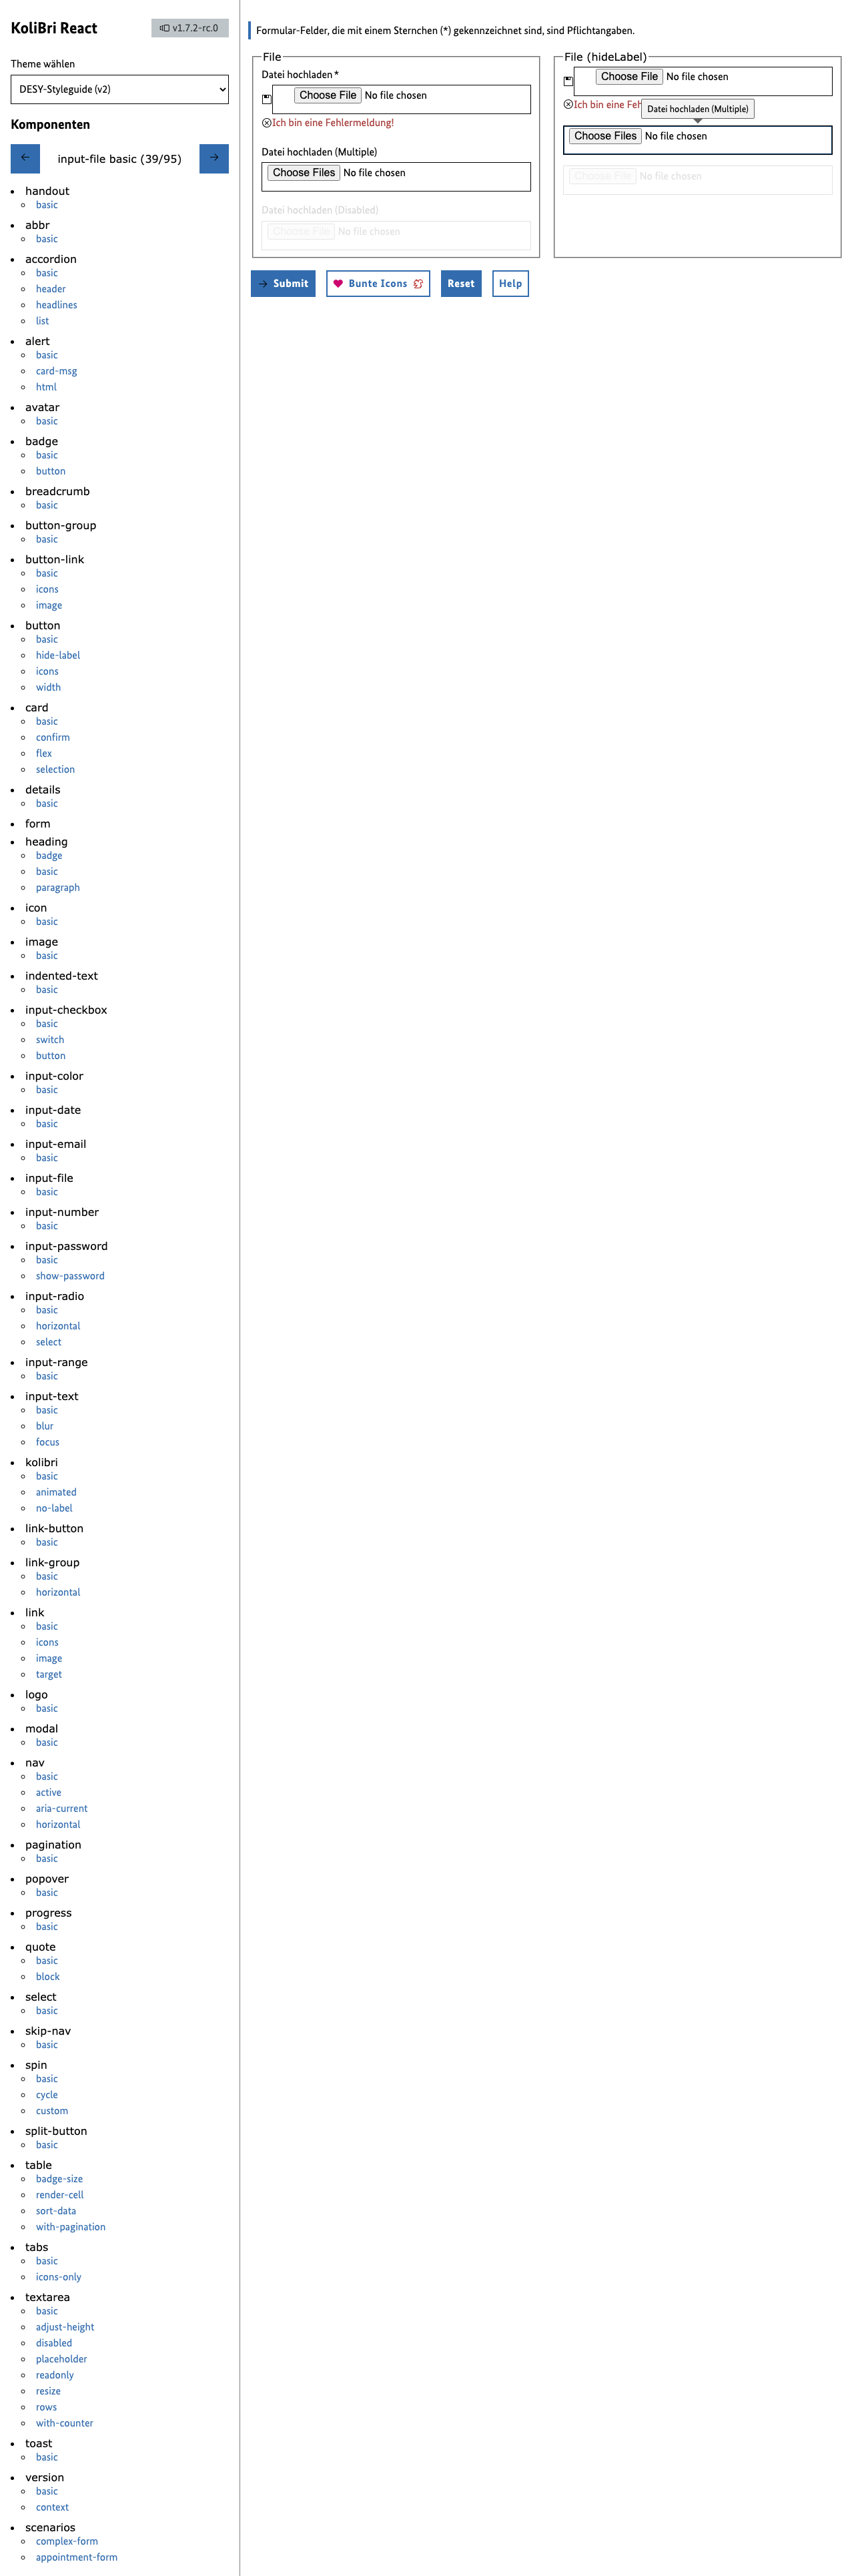 KoliBri React
v1.7.2-rc.0
Theme wählen
DESY-Styleguide (v2)
Komponenten
input-file basic (39/95)
handout
basic
abbr
basic
accordion
basic
header
headlines
list
alert
basic
card-msg
html
avatar
basic
badge
basic
button
breadcrumb
basic
button-group
basic
button-link
basic
icons
image
button
basic
hide-label
icons
width
card
basic
confirm
flex
selection
details
basic
form
heading
badge
basic
paragraph
icon
basic
image
basic
indented-text
basic
input-checkbox
basic
switch
button
input-color
basic
input-date
basic
input-email
basic
input-file
basic
input-number
basic
input-password
basic
show-password
input-radio
basic
horizontal
select
input-range
basic
input-text
basic
blur
focus
kolibri
basic
animated
no-label
link-button
basic
link-group
basic
horizontal
link
basic
icons
image
target
logo
basic
modal
basic
nav
basic
active
aria-current
horizontal
pagination
basic
popover
basic
progress
basic
quote
basic
block
select
basic
skip-nav
basic
spin
basic
cycle
custom
split-button
basic
table
badge-size
render-cell
sort-data
with-pagination
tabs
basic
icons-only
textarea
basic
adjust-height
disabled
placeholder
readonly
resize
rows
with-counter
toast
basic
version
basic
context
scenarios
complex-form
appointment-form
Formular-Felder, die mit einem Sternchen (*) gekennzeichnet sind, sind Pflichtangaben.
File
Datei hochladen *
Choose File No file chosen
Ich bin eine Fehlermeldung!
Datei hochladen (Multiple)
Choose Files No file chosen
Datei hochladen (Disabled)
Choose File No file chosen
File (hideLabel)
Choose File No file chosen
Ich bin eine Feh
Datei hochladen (Multiple)
Choose Files No file chosen
Choose File No file chosen
Submit
Bunte Icons
Reset
Help